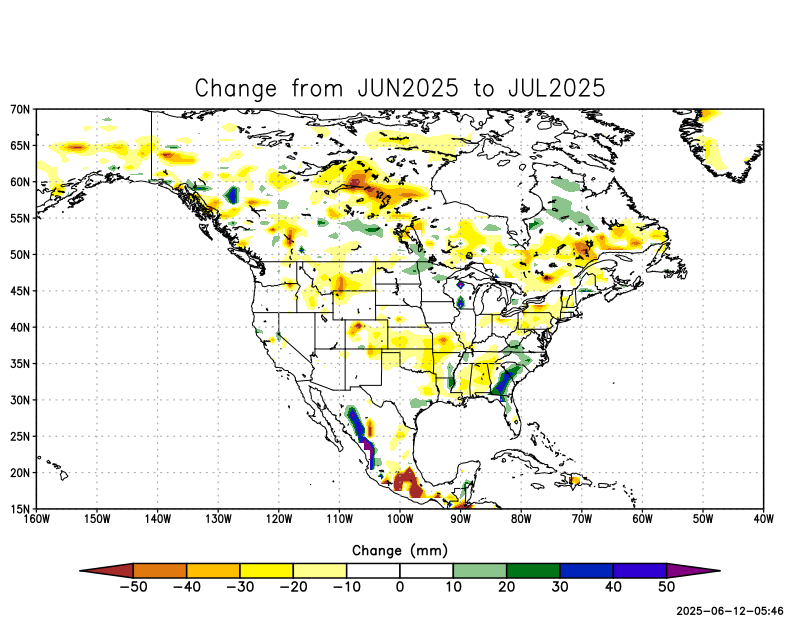 Change from JUN2025 to JUL2025
70N
65N
60N
55N
50N
45N
40N
35N
30N
25N
20N
15N
160W 150W 140W 130W 120W 110W 100W 90W 80W 70W 60W 50W 40W
Change (mm)
−50 −40 −30 −20 −10 0 10 20 30 40 50
2025-06-12-05:46